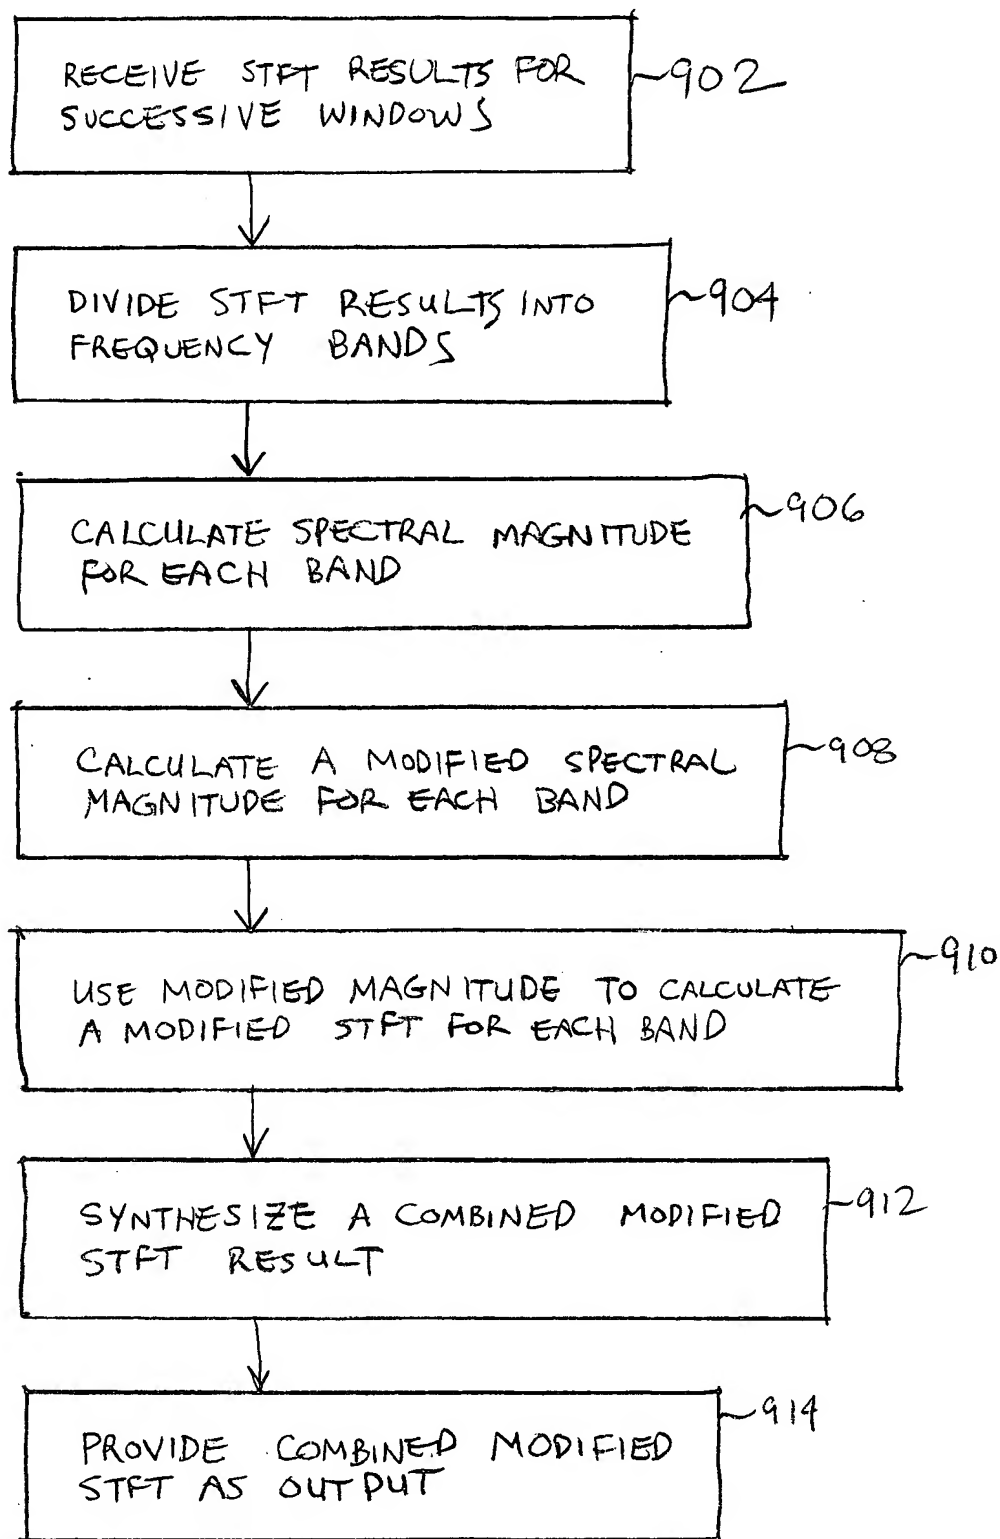 RECEIVE STFT RESULTS FOR
SUCCESSIVE WINDOWS
902
DIVIDE STFT RESULTS INTO
FREQUENCY BANDS
904
CALCULATE SPECTRAL MAGNITUDE
FOR EACH BAND
906
CALCULATE A MODIFIED SPECTRAL
MAGNITUDE FOR EACH BAND
908
USE MODIFIED MAGNITUDE TO CALCULATE
A MODIFIED STFT FOR EACH BAND
910
SYNTHESIZE A COMBINED MODIFIED
STFT RESULT
912
PROVIDE COMBINED MODIFIED
STFT AS OUTPUT
914